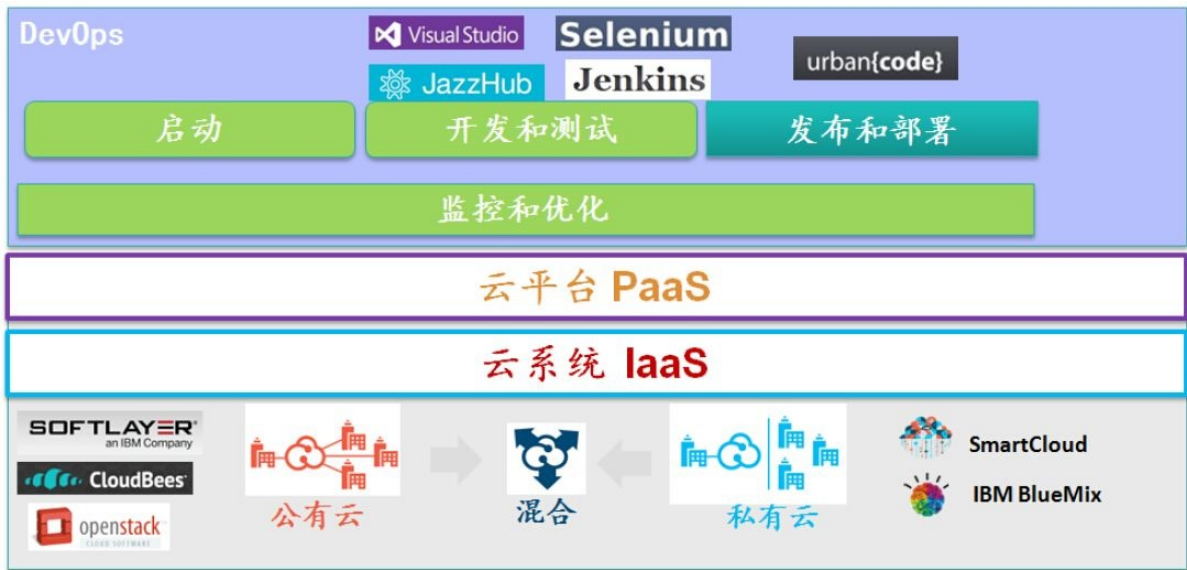 DevOps
Visual Studio
Selenium
JazzHub
Jenkins
urban{code}
启动
开发和测试
发布和部署
监控和优化
云平台 PaaS
云系统 IaaS
SOFTLAYER®
an IBM Company
CloudBees
openstack
CLOUD SOFTWARE
公有云
混合
私有云
SmartCloud
IBM BlueMix